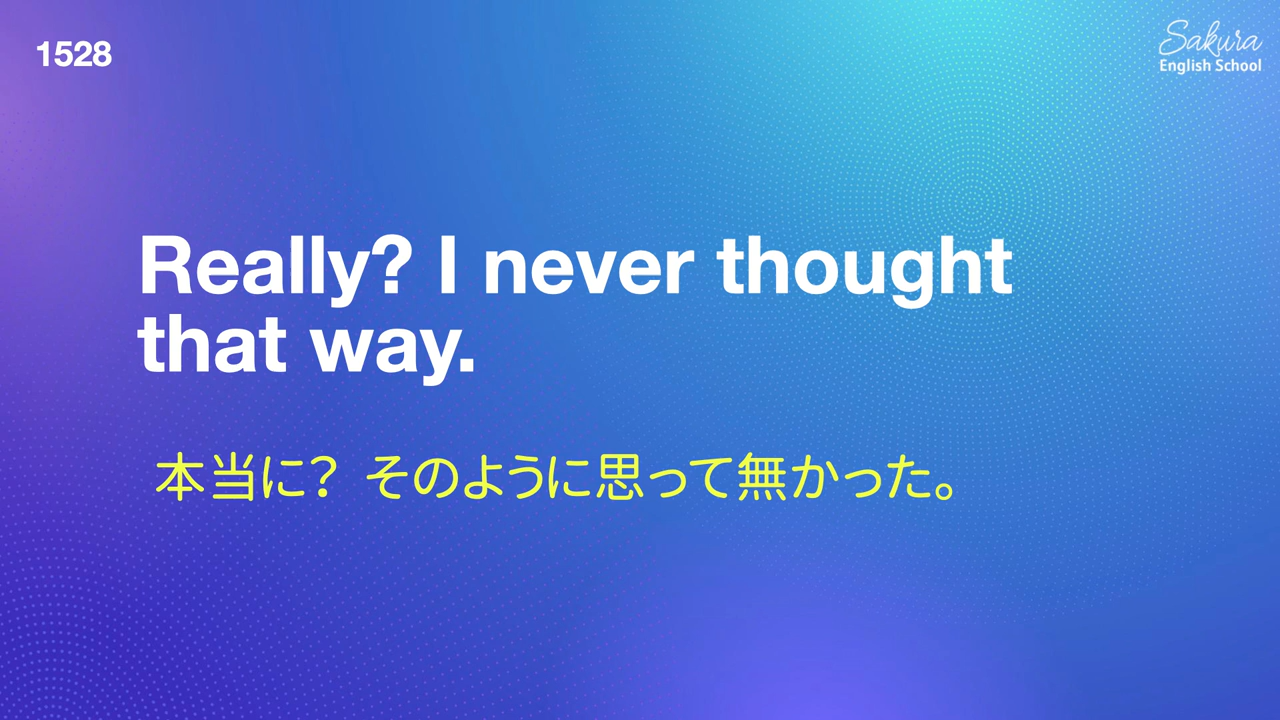 1528
Sakura
English School
Really? I never thought
that way.
本当に? そのように思って無かった。